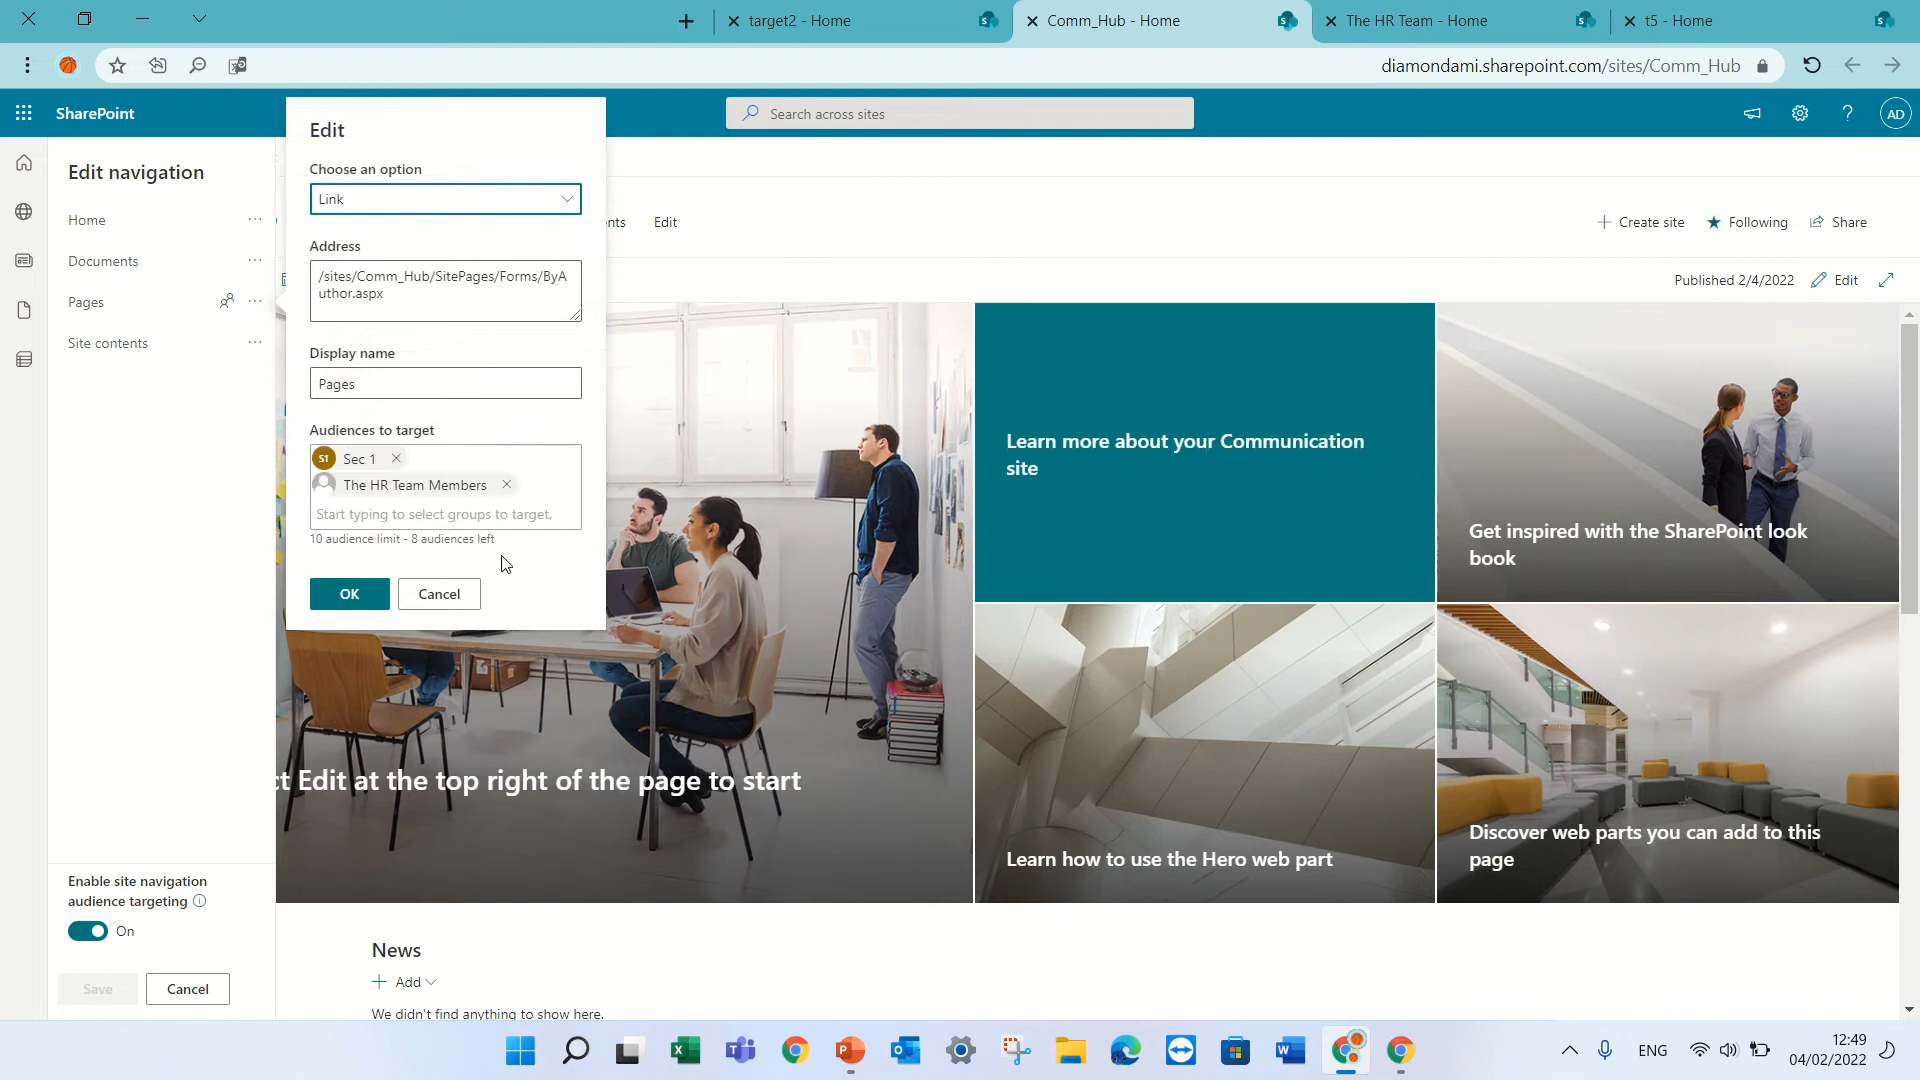 target2 - Home
Comm_Hub - Home
The HR Team - Home
t5 - Home
diamondami.sharepoint.com/sites/Comm_Hub
SharePoint
Search across sites
AD
Edit navigation
Home
Documents
Pages
Site contents
Edit
Choose an option
Link
Address
/sites/Comm_Hub/SitePages/Forms/ByA
uthor.aspx
Display name
Pages
Audiences to target
S1 Sec 1
The HR Team Members
Start typing to select groups to target.
10 audience limit - 8 audiences left
OK
Cancel
nts
Edit
Create site
Following
Share
Published 2/4/2022
Edit
ct Edit at the top right of the page to start
Learn more about your Communication
site
Get inspired with the SharePoint look
book
Learn how to use the Hero web part
Discover web parts you can add to this
page
Enable site navigation
audience targeting
On
Save
Cancel
News
Add
We didn't find anything to show here.
ENG
12:49
04/02/2022